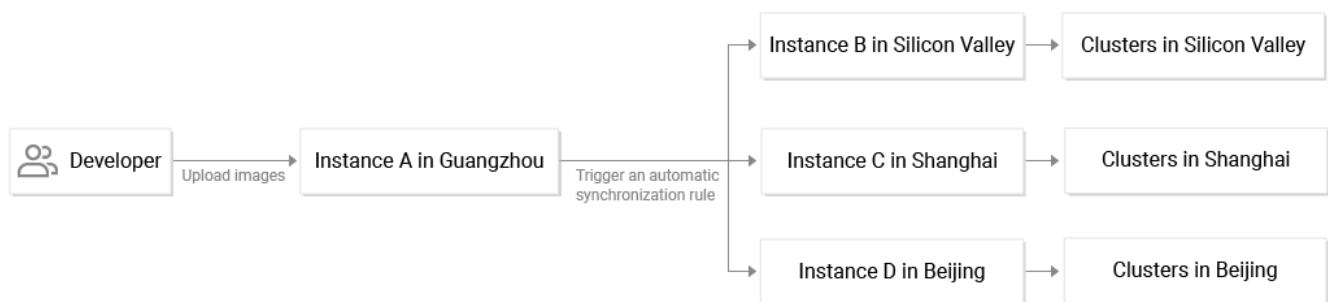 Developer
Upload images
Instance A in Guangzhou
Trigger an automatic
synchronization rule
Instance B in Silicon Valley
Clusters in Silicon Valley
Instance C in Shanghai
Clusters in Shanghai
Instance D in Beijing
Clusters in Beijing